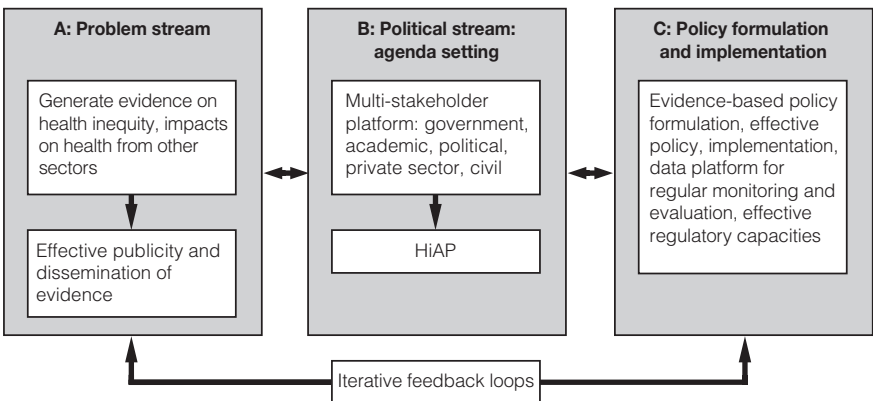 A: Problem stream
Generate evidence on
health inequity, impacts
on health from other
sectors
Effective publicity and
dissemination of
evidence
B: Political stream:
agenda setting
Multi-stakeholder
platform: government,
academic, political,
private sector, civil
HiAP
C: Policy formulation
and implementation
Evidence-based policy
formulation, effective
policy, implementation,
data platform for
regular monitoring and
evaluation, effective
regulatory capacities
Iterative feedback loops